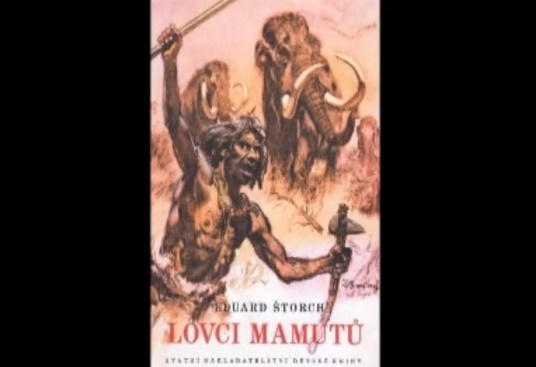 EDUARD ŠTORCH
LOVCI MAMUTŮ
STÁTNÍ NAKLADATELSTVÍ DĚTSKÉ KNIHY